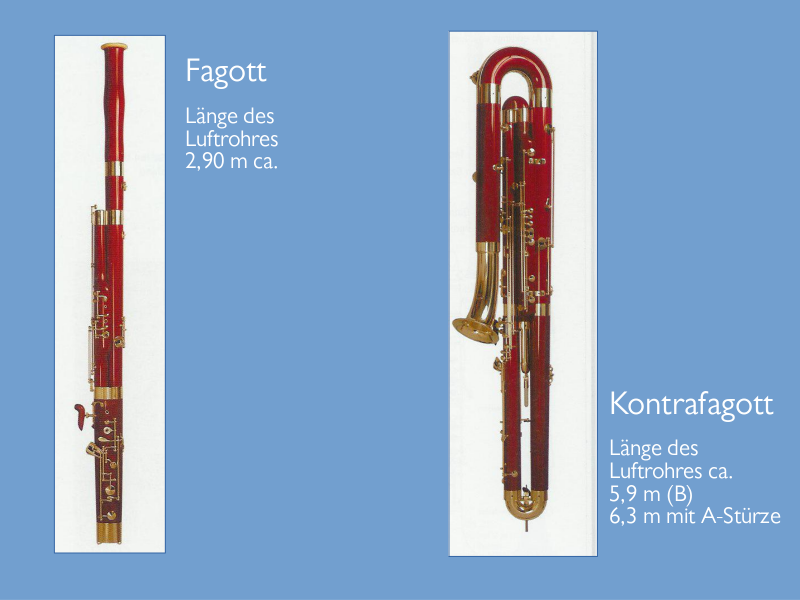 Fagott
Länge des
Luftrohres
2,90 m ca.
Kontrafagott
Länge des
Luftrohres ca.
5,9 m (B)
6,3 m mit A-Stürze